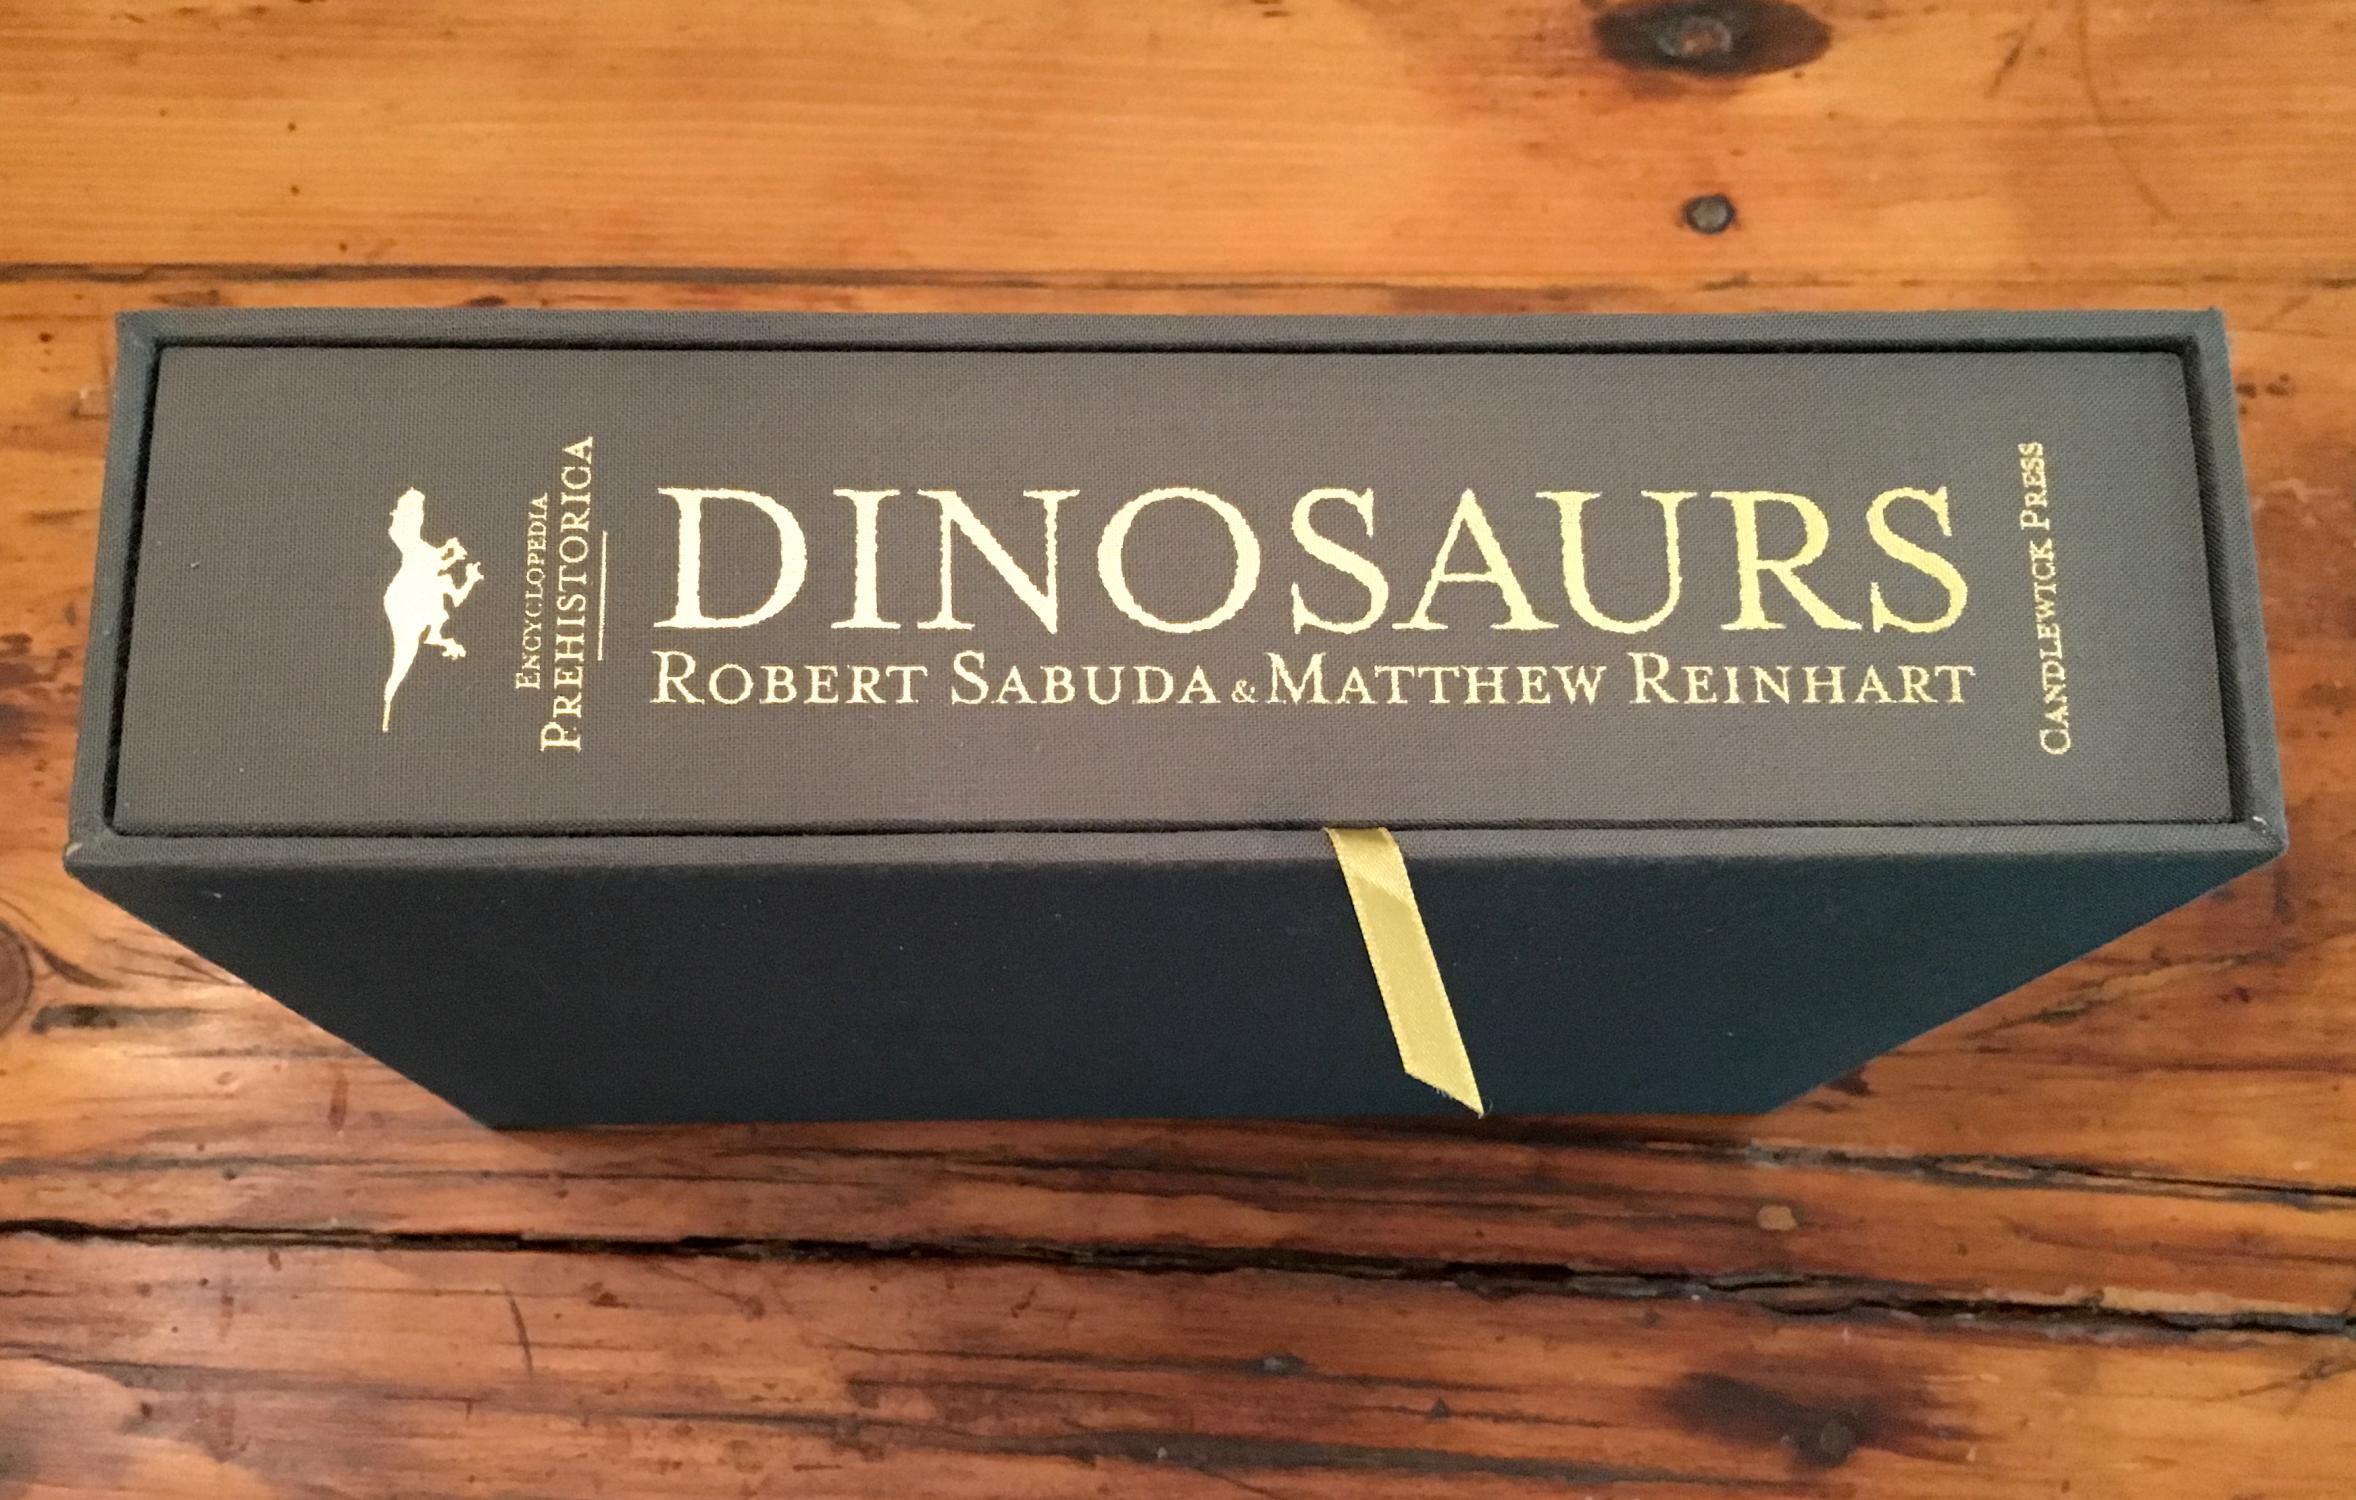 ENCYCLOPEDIA
PREHISTORICA
DINOSAURS
ROBERT SABUDA & MATTHEW REINHART
CANDLEWICK PRESS